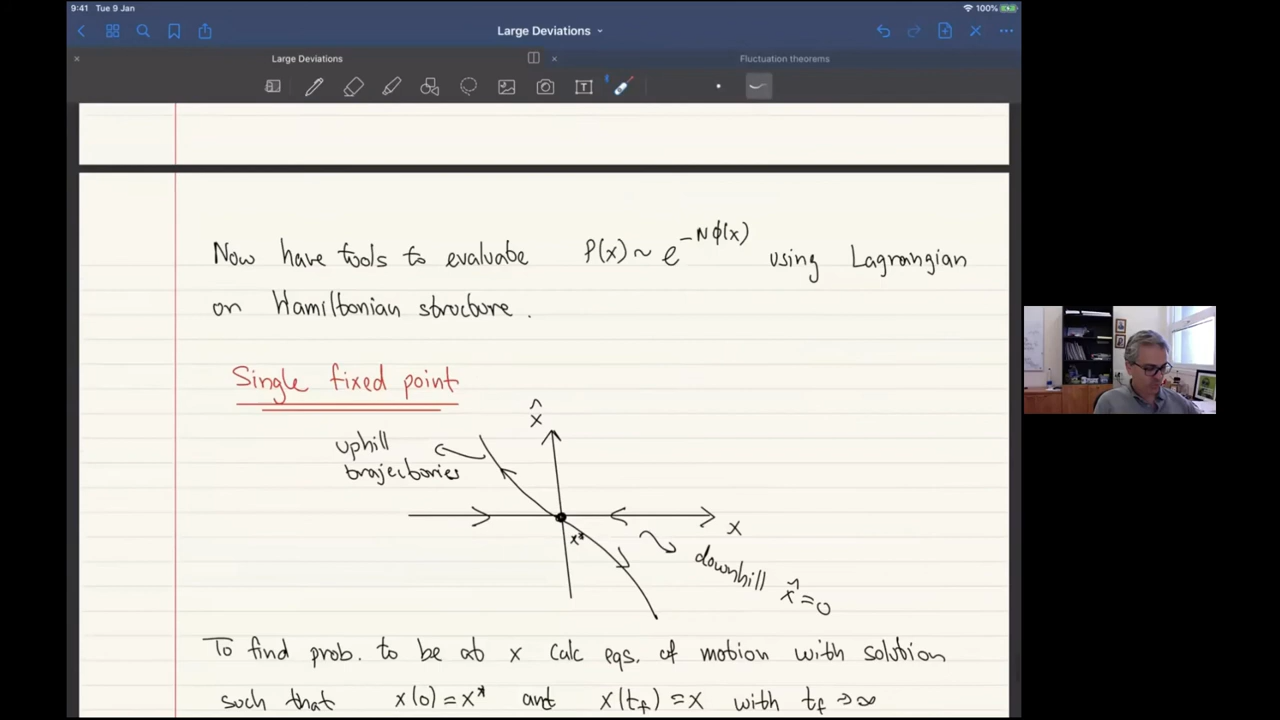 9:41 Tue 9 Jan
100%
Large Deviations
Large Deviations
Fluctuation theorems
Now have tools to evaluate P(x) ~ e^{-Nϕ(x)} using Lagrangian
on Hamiltonian structure.
Single fixed point
x̂
uphill
trajectories
x*
x
downhill x̂=0
To find prob. to be at x calc eqs. of motion with solution
such that x(0)=x* and x(t_f)=x with t_f → ∞